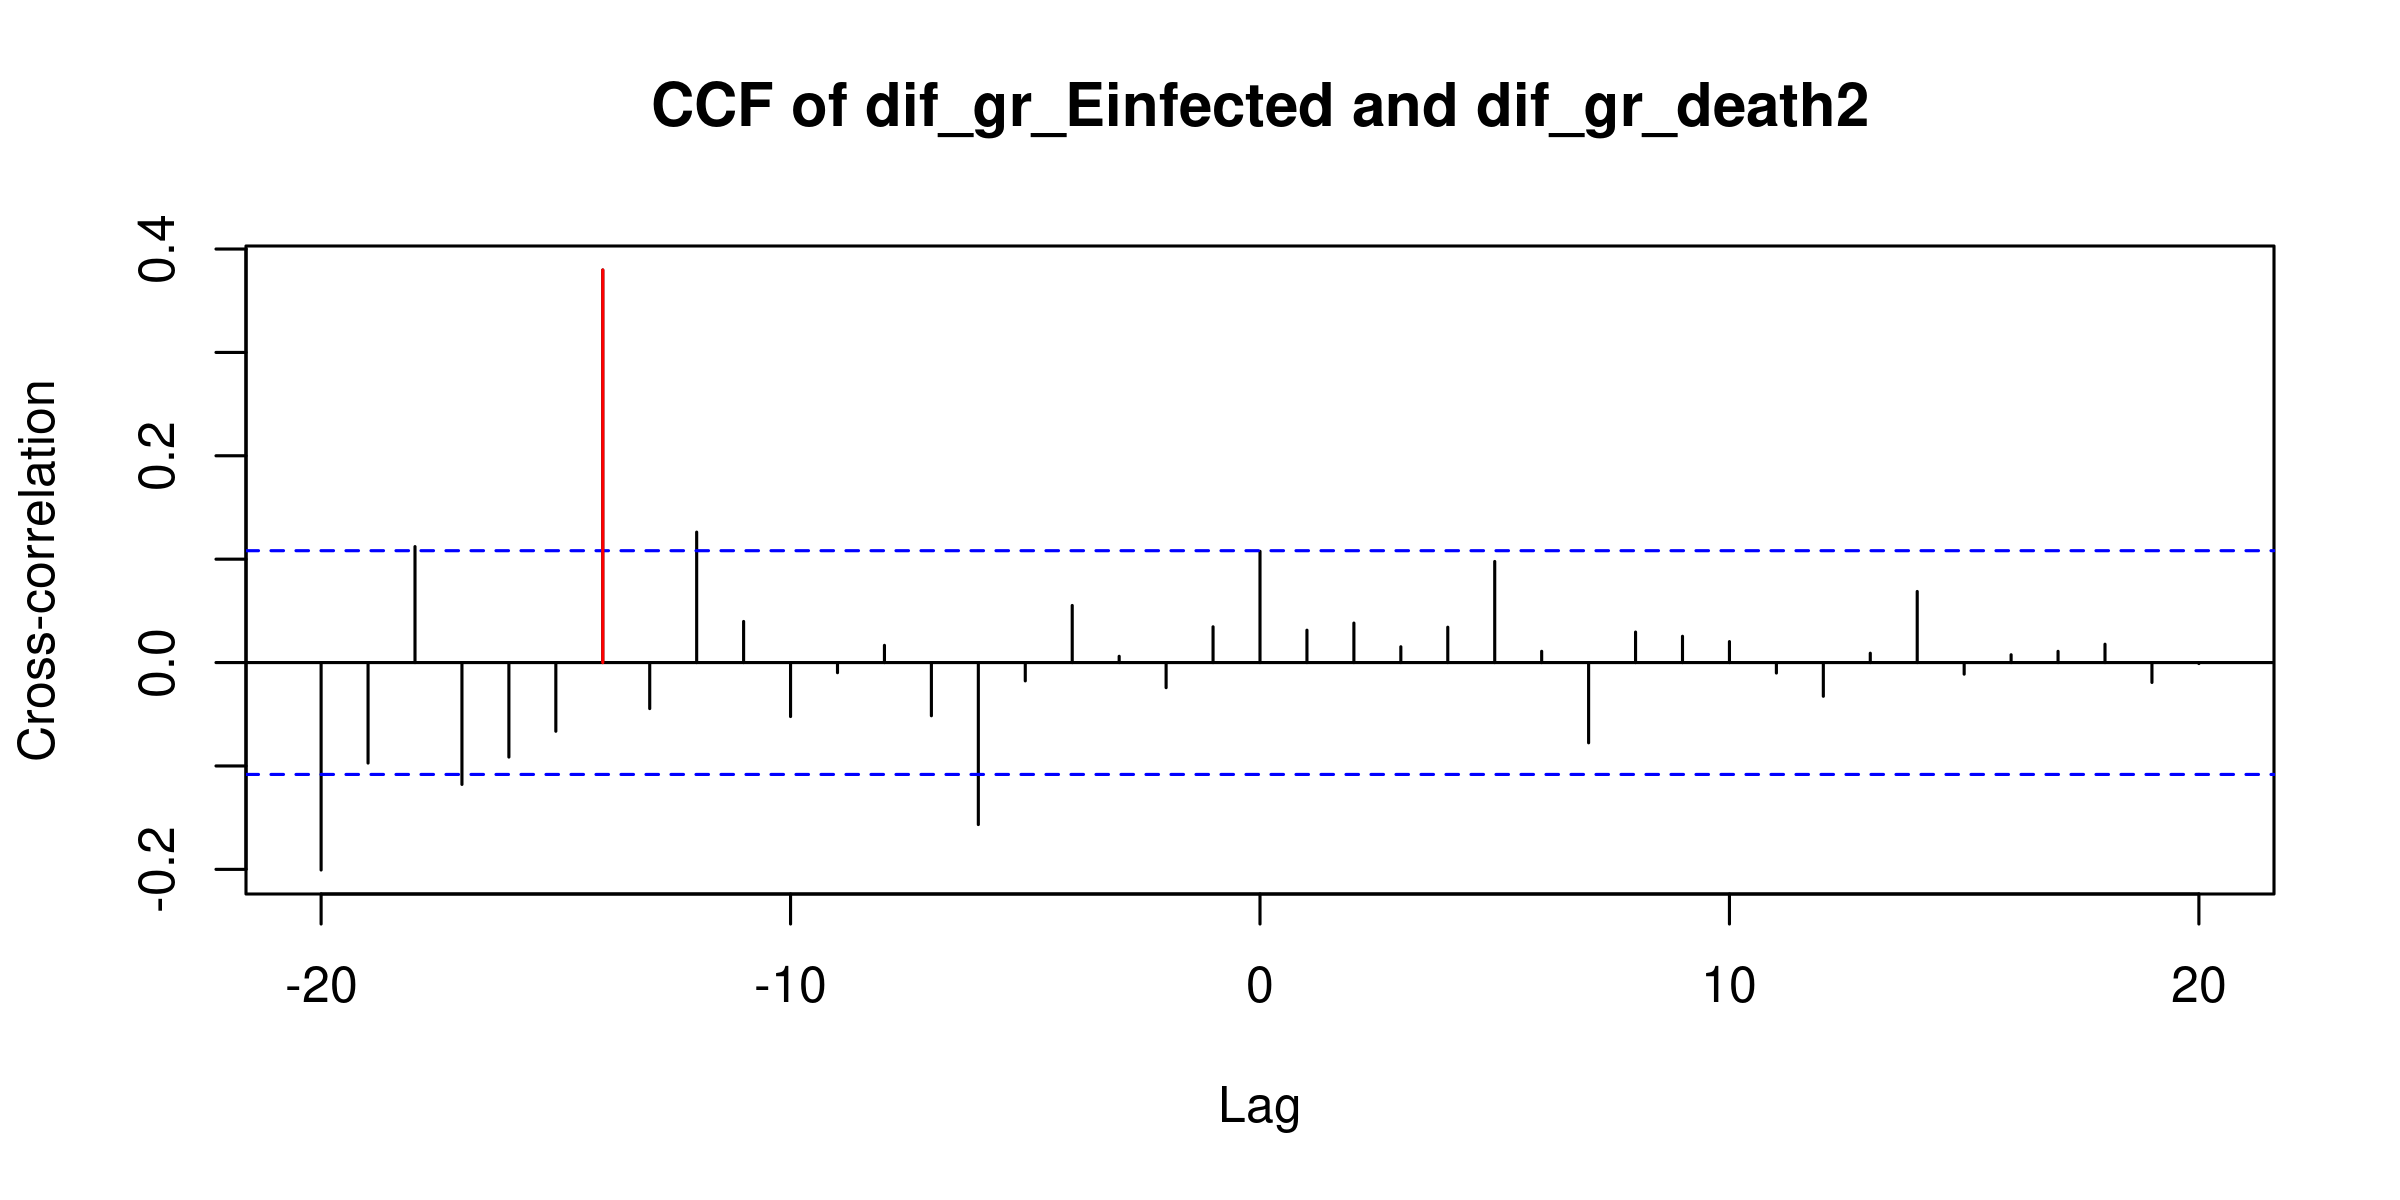 CCF of dif_gr_Einfected and dif_gr_death2
Cross-correlation
0.4
0.2
0.0
-0.2
-20 -10 0 10 20
Lag